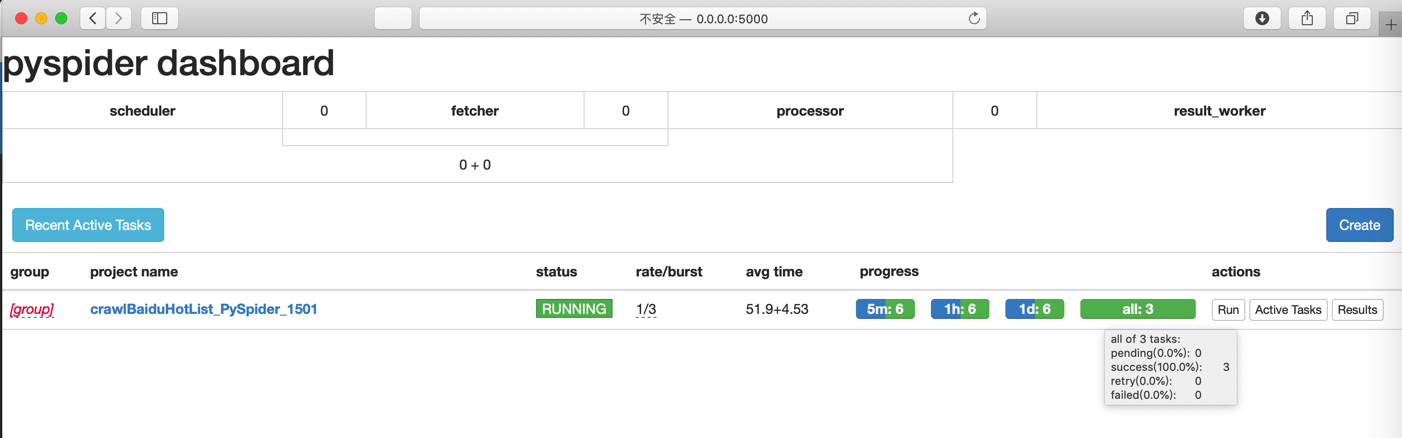 不安全 — 0.0.0.0:5000
pyspider dashboard
scheduler 0 fetcher 0 processor 0 result_worker
0 + 0
Recent Active Tasks Create
group project name status rate/burst avg time progress actions
[group] crawlBaiduHotList_PySpider_1501 RUNNING 1/3 51.9+4.53 5m: 6 1h: 6 1d: 6 all: 3 Run Active Tasks Results
all of 3 tasks:
pending(0.0%): 0
success(100.0%): 3
retry(0.0%): 0
failed(0.0%): 0